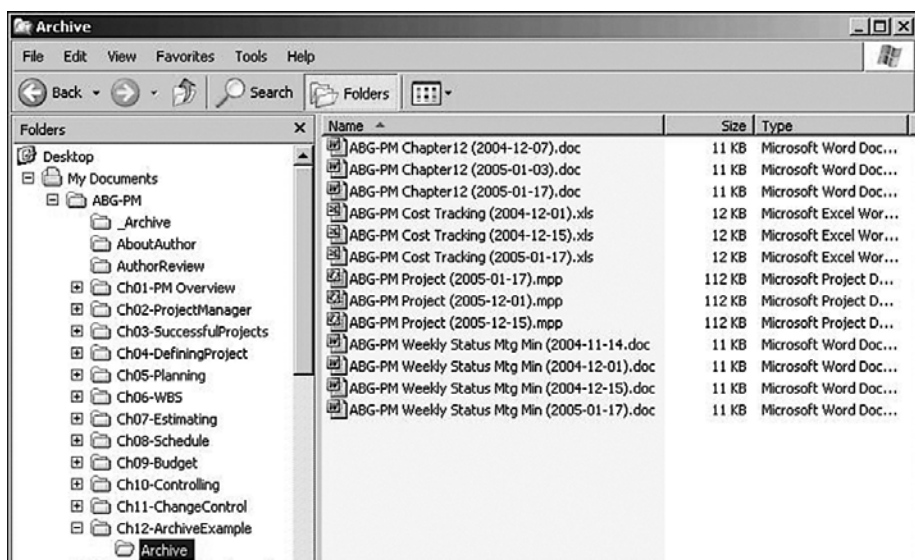 Archive
File Edit View Favorites Tools Help
Back Search Folders
Folders
Desktop
My Documents
ABG-PM
_Archive
AboutAuthor
AuthorReview
Ch01-PM Overview
Ch02-ProjectManager
Ch03-SuccessfulProjects
Ch04-DefiningProject
Ch05-Planning
Ch06-WBS
Ch07-Estimating
Ch08-Schedule
Ch09-Budget
Ch10-Controlling
Ch11-ChangeControl
Ch12-ArchiveExample
Archive
Name Size Type
ABG-PM Chapter12 (2004-12-07).doc 11 KB Microsoft Word Doc...
ABG-PM Chapter12 (2005-01-03).doc 11 KB Microsoft Word Doc...
ABG-PM Chapter12 (2005-01-17).doc 11 KB Microsoft Word Doc...
ABG-PM Cost Tracking (2004-12-01).xls 12 KB Microsoft Excel Wor...
ABG-PM Cost Tracking (2004-12-15).xls 12 KB Microsoft Excel Wor...
ABG-PM Cost Tracking (2005-01-17).xls 12 KB Microsoft Excel Wor...
ABG-PM Project (2005-01-17).mpp 112 KB Microsoft Project D...
ABG-PM Project (2005-12-01).mpp 112 KB Microsoft Project D...
ABG-PM Project (2005-12-15).mpp 112 KB Microsoft Project D...
ABG-PM Weekly Status Mtg Min (2004-11-14.doc 11 KB Microsoft Word Doc...
ABG-PM Weekly Status Mtg Min (2004-12-01).doc 11 KB Microsoft Word Doc...
ABG-PM Weekly Status Mtg Min (2004-12-15).doc 11 KB Microsoft Word Doc...
ABG-PM Weekly Status Mtg Min (2005-01-17).doc 11 KB Microsoft Word Doc...